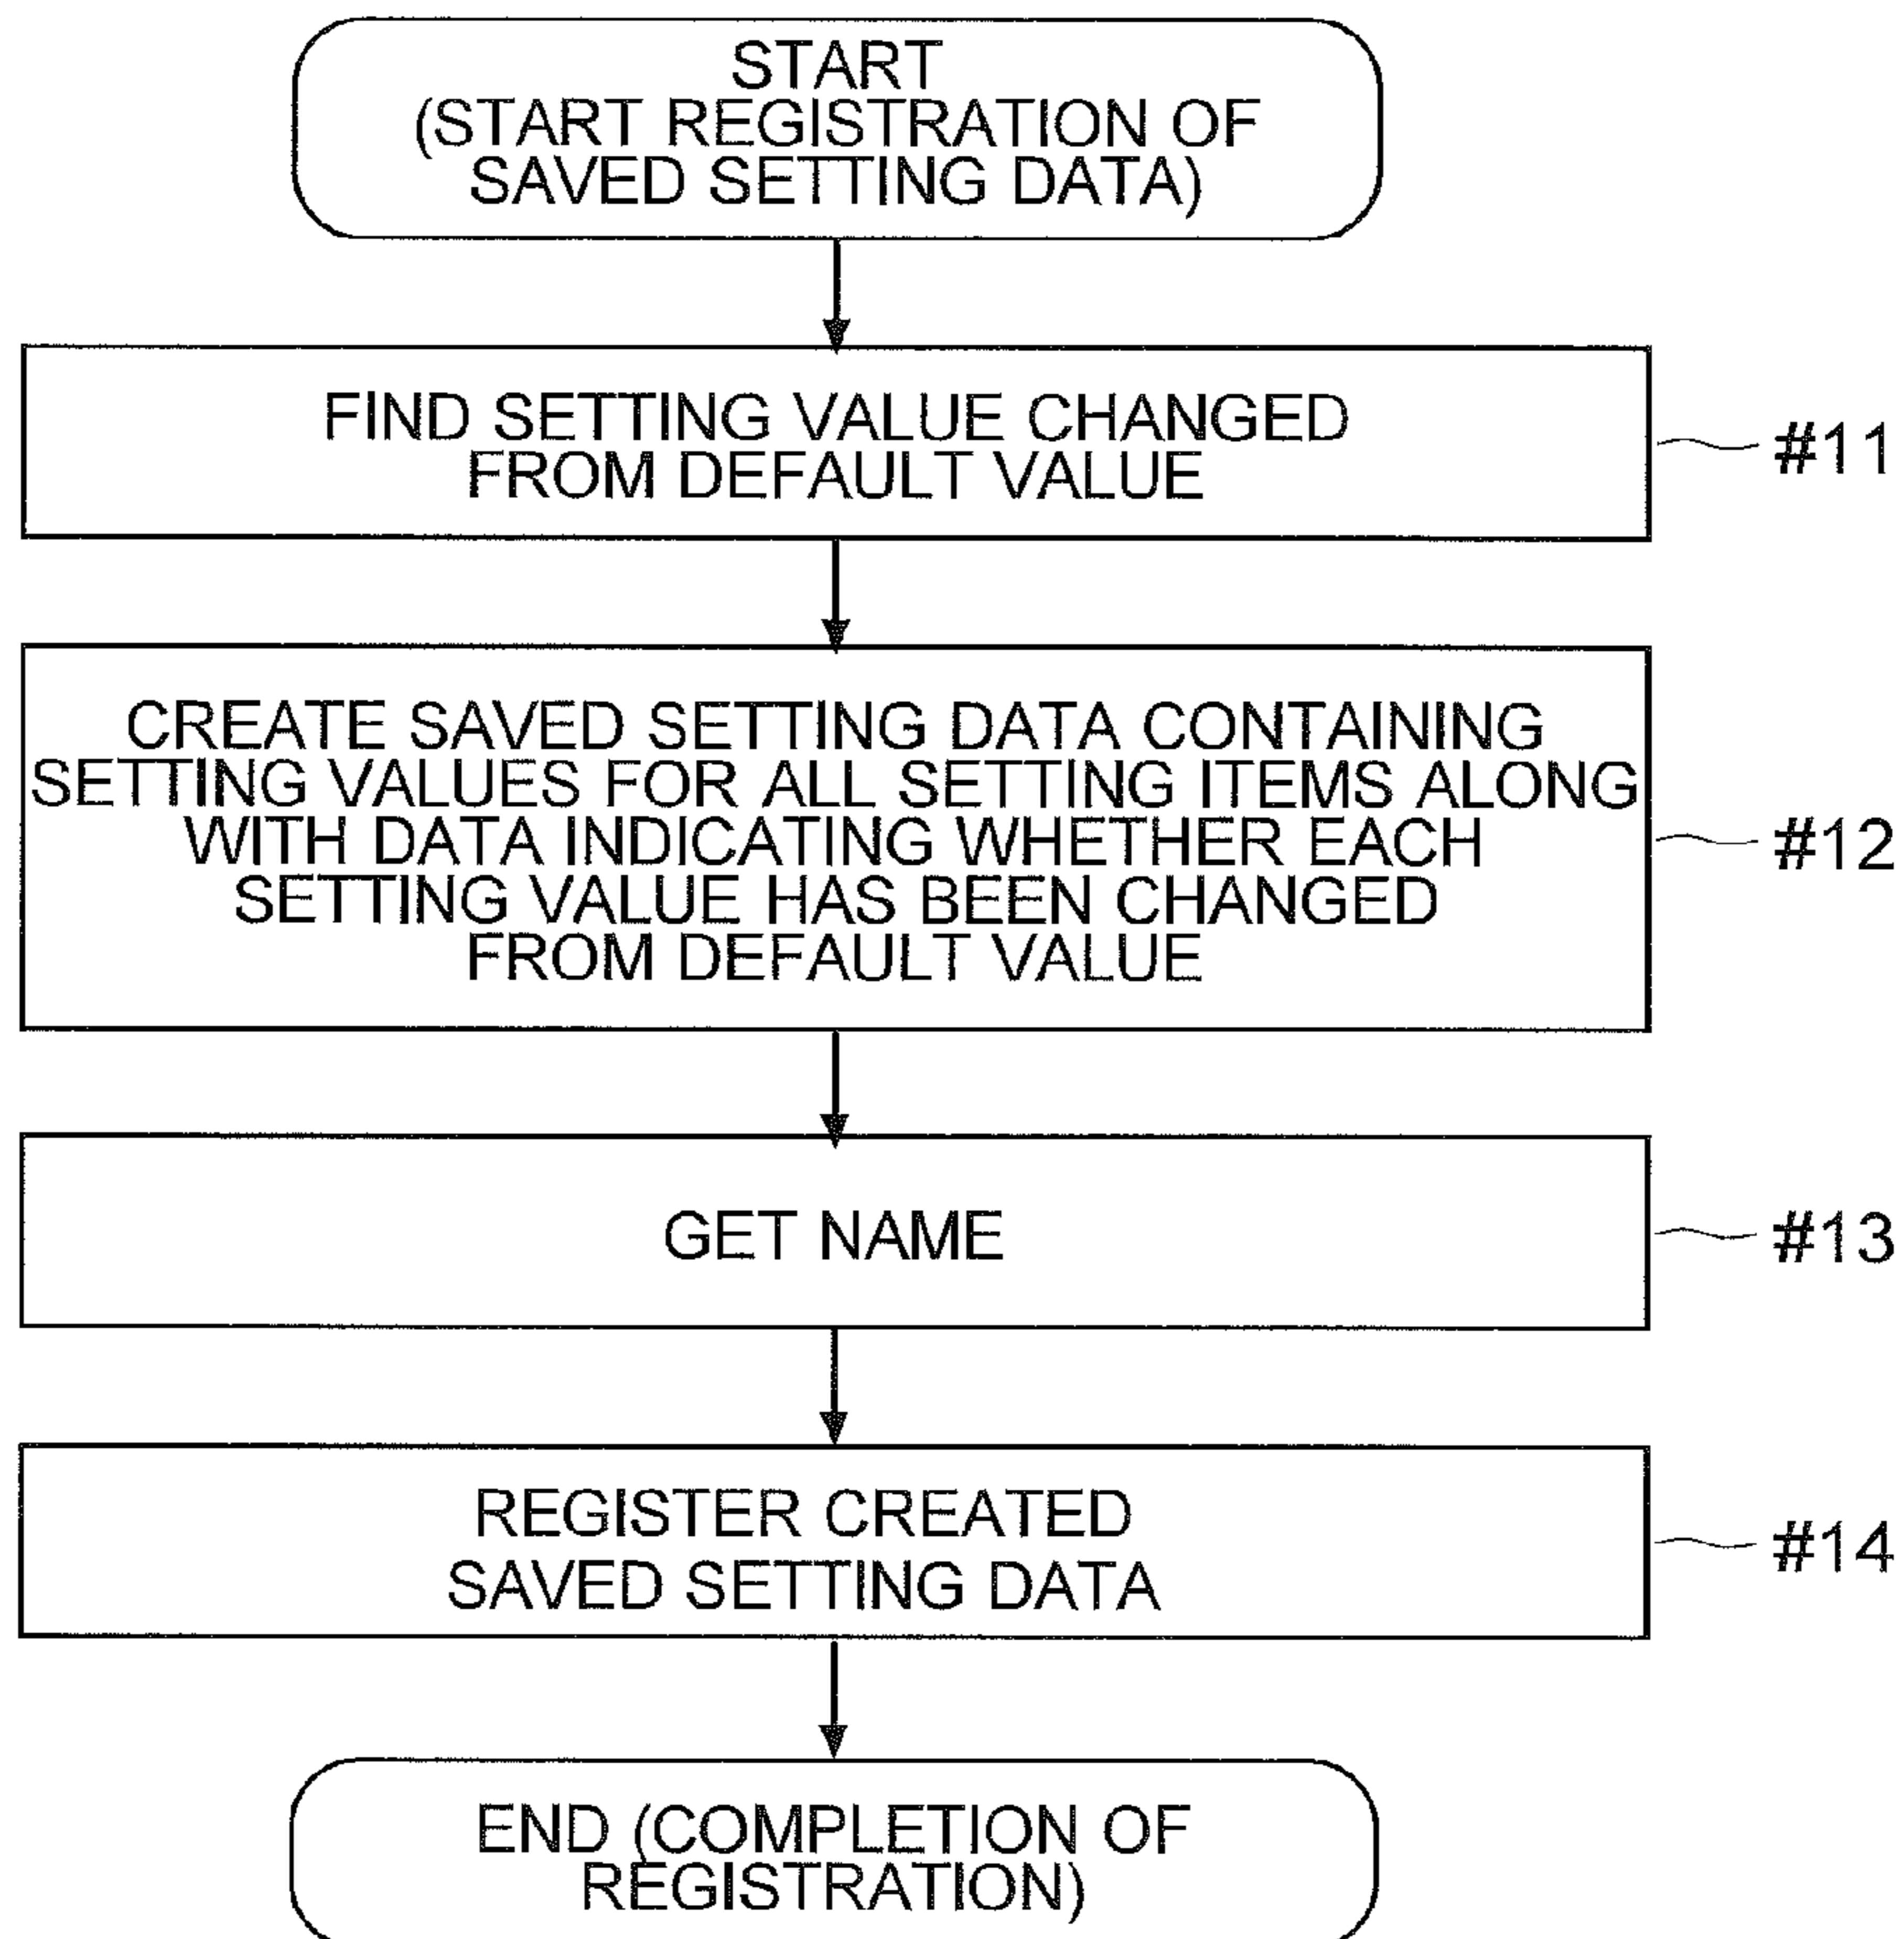 START
(START REGISTRATION OF
SAVED SETTING DATA)
FIND SETTING VALUE CHANGED
FROM DEFAULT VALUE
#11
CREATE SAVED SETTING DATA CONTAINING
SETTING VALUES FOR ALL SETTING ITEMS ALONG
WITH DATA INDICATING WHETHER EACH
SETTING VALUE HAS BEEN CHANGED
FROM DEFAULT VALUE
#12
GET NAME
#13
REGISTER CREATED
SAVED SETTING DATA
#14
END (COMPLETION OF
REGISTRATION)